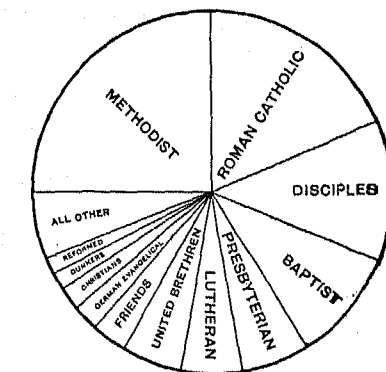 METHODIST
ROMAN CATHOLIC
DISCIPLES
BAPTIST
PRESBYTERIAN
LUTHERAN
UNITED BRETHREN
FRIENDS
GERMAN EVANGELICAL
CHRISTIANS
DUNKERS
REFORMED
ALL OTHER